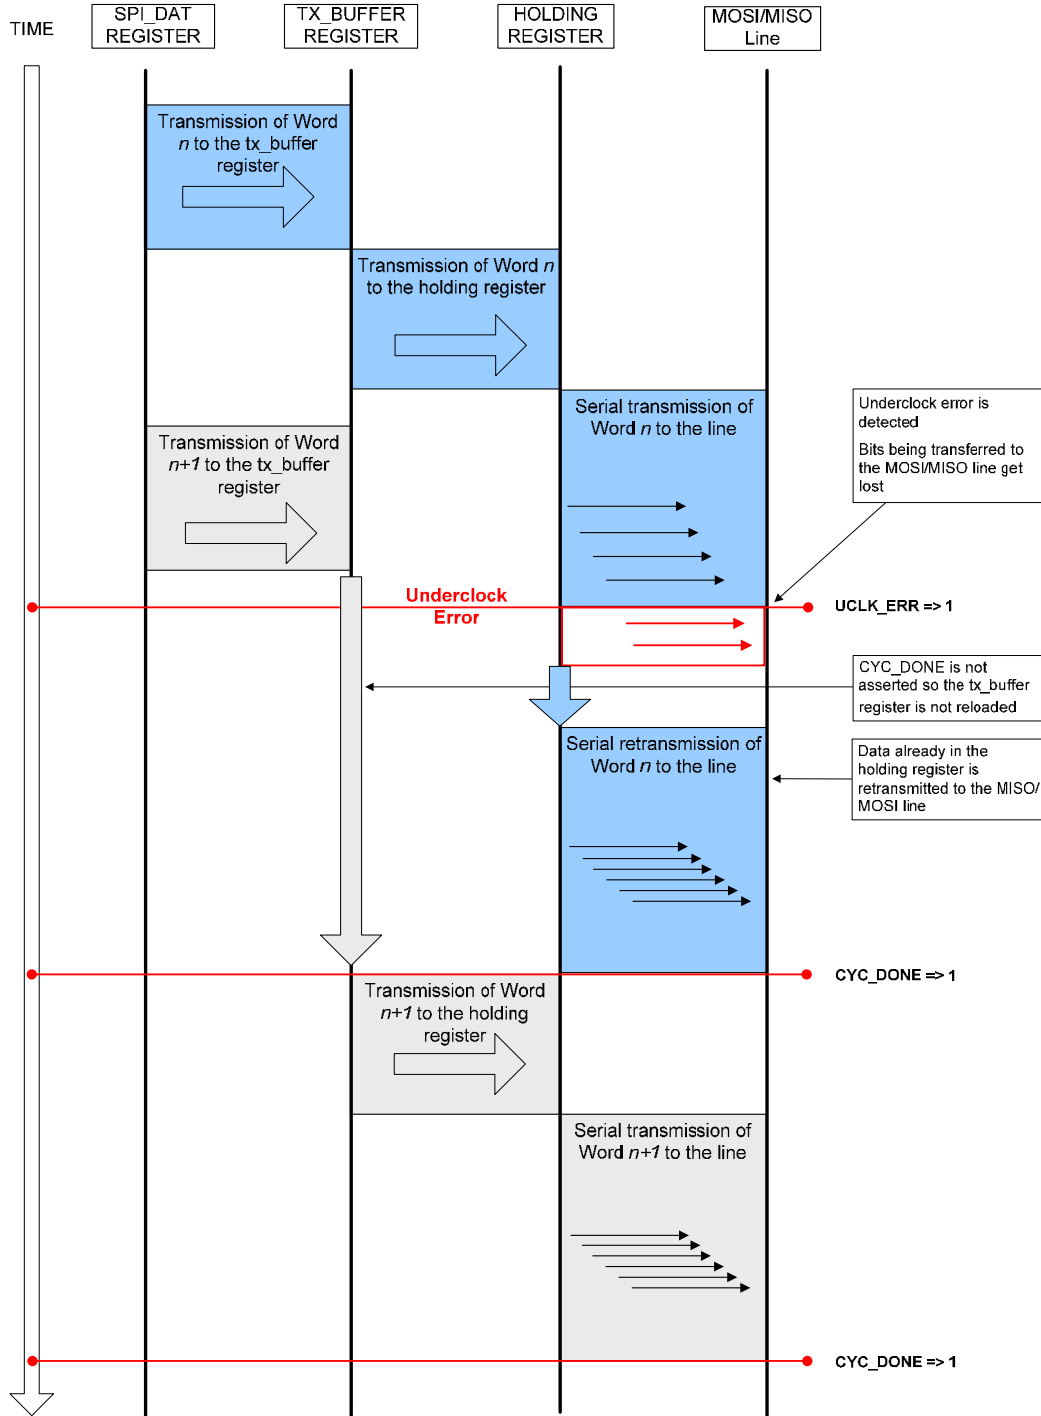 TIME
SPI_DAT
REGISTER
TX_BUFFER
REGISTER
HOLDING
REGISTER
MOSI/MISO
Line
Transmission of Word
n to the tx_buffer
register
Transmission of Word n
to the holding register
Serial transmission of
Word n to the line
Underclock error is
detected
Bits being transferred to
the MOSI/MISO line get
lost
Transmission of Word
n+1 to the tx_buffer
register
Underclock
Error
UCLK_ERR => 1
CYC_DONE is not
asserted so the tx_buffer
register is not reloaded
Serial retransmission of
Word n to the line
Data already in the
holding register is
retransmitted to the MISO/
MOSI line
CYC_DONE => 1
Transmission of Word
n+1 to the holding
register
Serial transmission of
Word n+1 to the line
CYC_DONE => 1